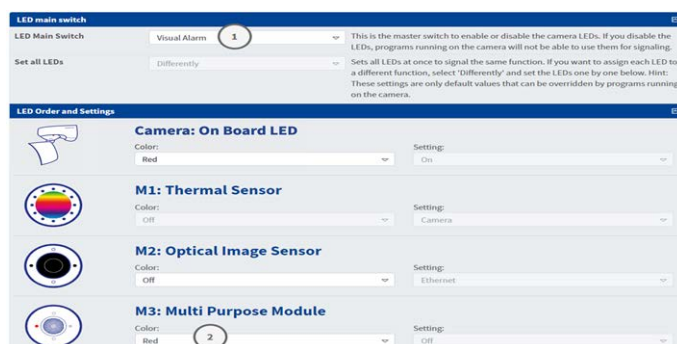 LED main switch
LED Main Switch
Visual Alarm
1
This is the master switch to enable or disable the camera LEDs. If you disable the
LEDs, programs running on the camera will not be able to use them for signaling.
Set all LEDs
Differently
Sets all LEDs at once to signal the same function. If you want to assign each LED to
a different function, select 'Differently' and set the LEDs one by one below. Hint:
These settings are only default values that can be overridden by programs running
on the camera.
LED Order and Settings
Camera: On Board LED
Color:
Setting:
Red
On
M1: Thermal Sensor
Color:
Setting:
Off
Camera
M2: Optical Image Sensor
Color:
Setting:
Off
Ethernet
M3: Multi Purpose Module
Color:
Setting:
Red
2
Off